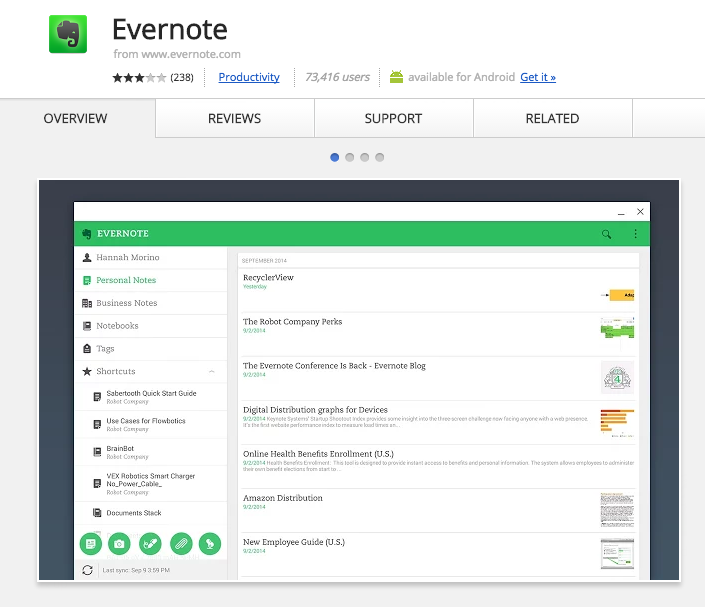 Evernote
from www.evernote.com
(238)
Productivity
73,416 users
available for Android Get it »
OVERVIEW
REVIEWS
SUPPORT
RELATED
EVERNOTE
Hannah Morino
Personal Notes
Business Notes
Notebooks
Tags
Shortcuts
Sabertooth Quick Start Guide
Robot Company
Use Cases for Flowbotics
Robot Company
BrainBot
Robot Company
VEX Robotics Smart Charger
No_Power_Cable_
Robot Company
Documents Stack
Last sync: Sep 9 3:59 PM
SEPTEMBER 2014
RecyclerView
Yesterday
Adap
The Robot Company Perks
9/2/2014
The Evernote Conference Is Back - Evernote Blog
9/2/2014
4
Digital Distribution graphs for Devices
9/2/2014 Keynote Systems' Startup Shootout Index provides some insight into the three-screen challenge now facing anyone with a web presence.
It's the first website performance index to measure load times an...
Online Health Benefits Enrollment (U.S.)
9/2/2014 Health Benefits Enrollment This tool is designed to provide instant access to benefits and personal information. The system allows employees to administer
their own benefit elections from start to...
Amazon Distribution
9/2/2014
New Employee Guide (U.S.)
9/2/2014